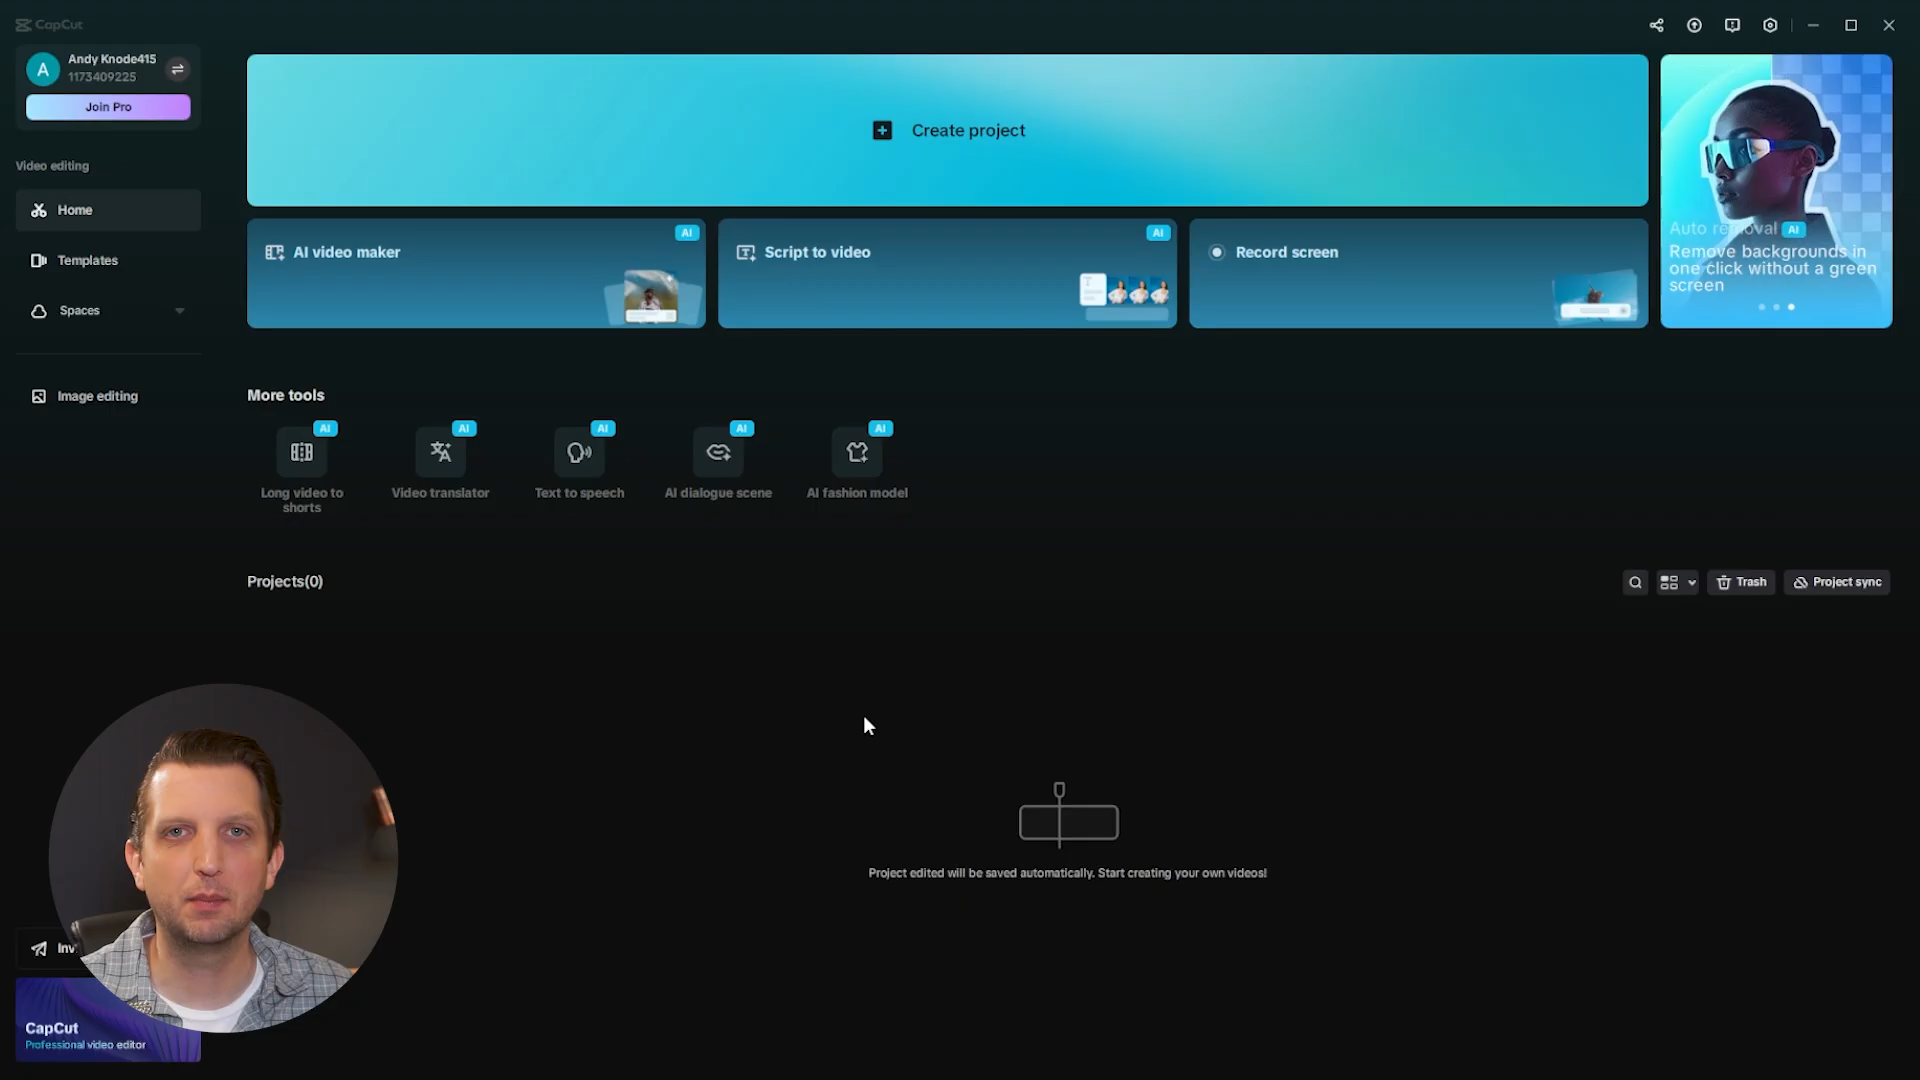 CapCut
A
Andy Knode415
1173409225
Join Pro
Video editing
Home
Templates
Spaces
Image editing
Create project
AI
AI video maker
AI
Script to video
Record screen
Auto removal AI
Remove backgrounds in
one click without a green
screen
More tools
AI
Long video to
shorts
AI
Video translator
AI
Text to speech
AI
AI dialogue scene
AI
AI fashion model
Projects(0)
Trash
Project sync
Project edited will be saved automatically. Start creating your own videos!
Inv
CapCut
Professional video editor